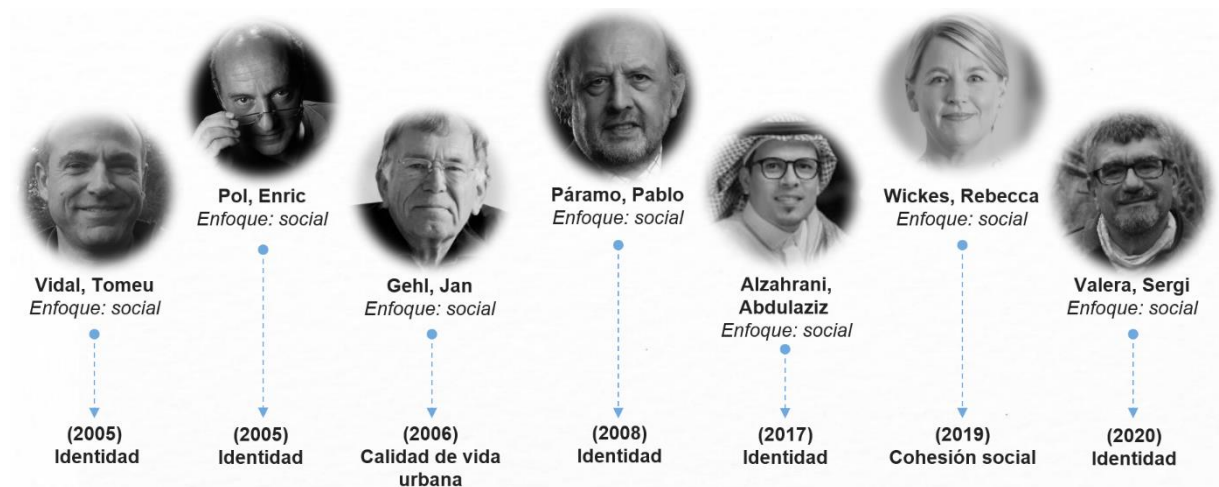 Vidal, Tomeu
Enfoque: social
(2005)
Identidad
Pol, Enric
Enfoque: social
(2005)
Identidad
Gehl, Jan
Enfoque: social
(2006)
Calidad de vida
urbana
Páramo, Pablo
Enfoque: social
(2008)
Identidad
Alzahrani,
Abdulaziz
Enfoque: social
(2017)
Identidad
Wickes, Rebecca
Enfoque: social
(2019)
Cohesión social
Valera, Sergi
Enfoque: social
(2020)
Identidad